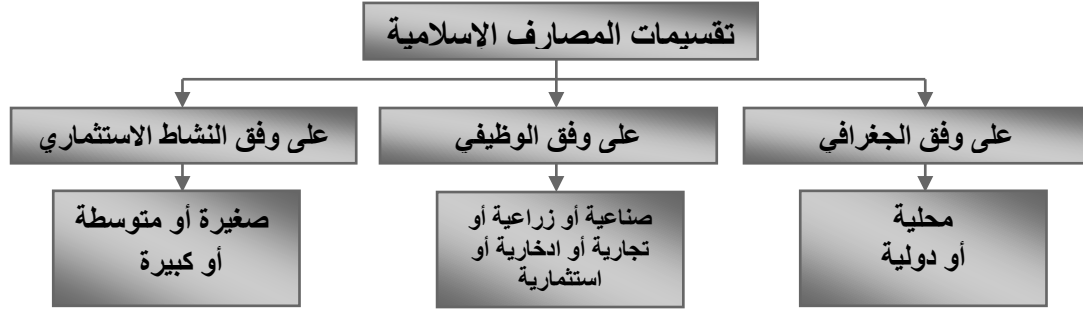 تقسيمات المصارف الإسلامية
على وفق الجغرافي
على وفق الوظيفي
على وفق النشاط الاستثماري
محلية
أو دولية
صناعية أو زراعية أو
تجارية أو ادخارية أو
استثمارية
صغيرة أو متوسطة
أو كبيرة